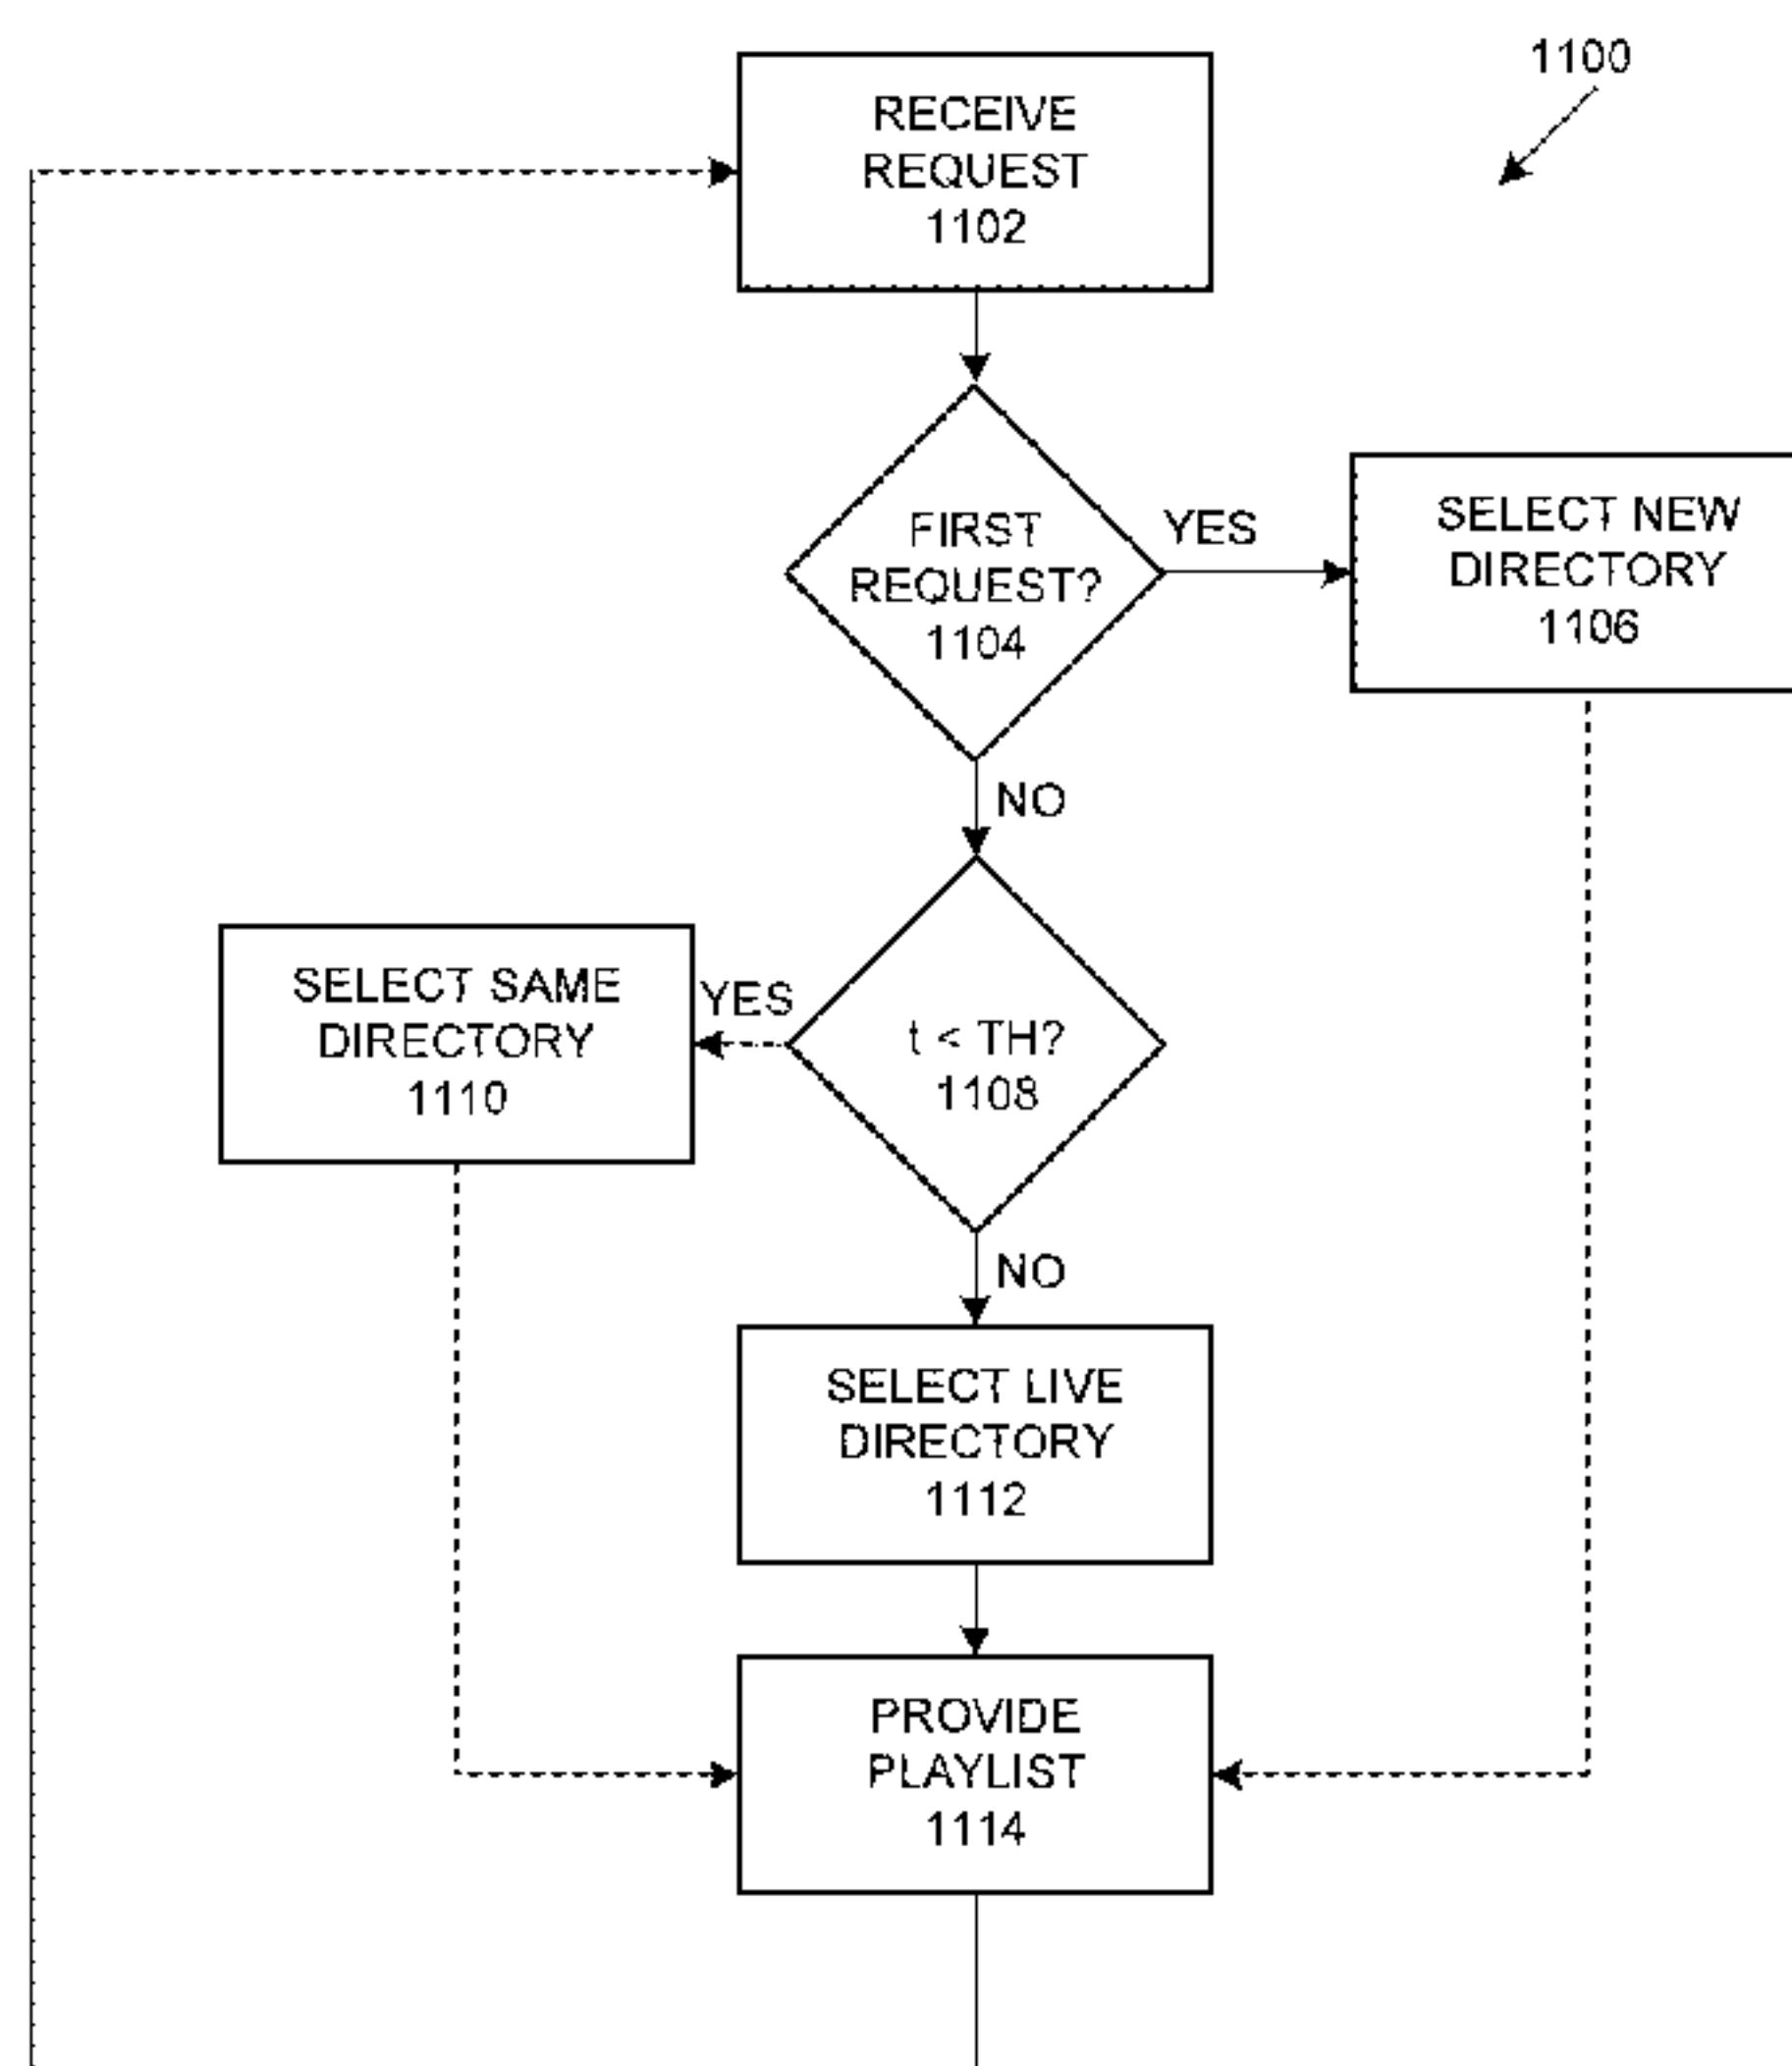 1100
RECEIVE
REQUEST
1102
FIRST
REQUEST?
1104
YES
SELECT NEW
DIRECTORY
1106
NO
SELECT SAME
DIRECTORY
1110
YES
t < TH?
1108
NO
SELECT LIVE
DIRECTORY
1112
PROVIDE
PLAYLIST
1114